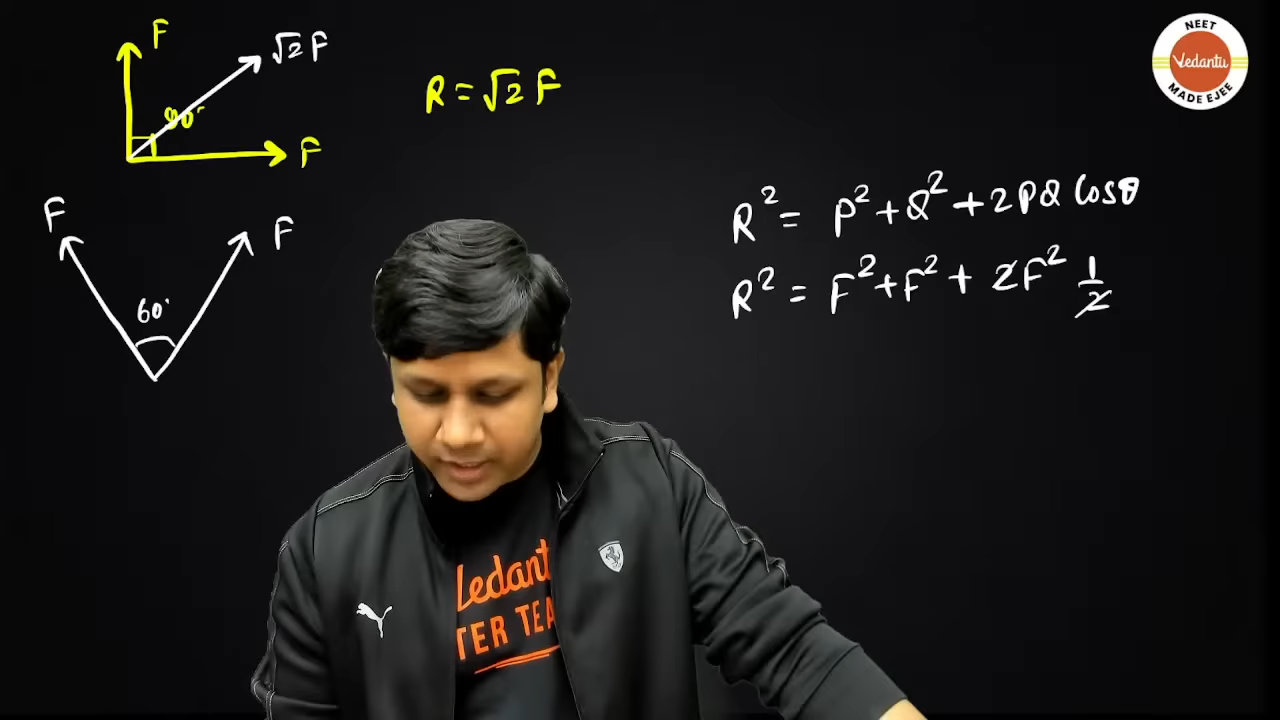 F
√2 F
90°
F
R = √2 F
F
F
60°
R² = P² + Q² + 2PQ Cosθ
R² = F² + F² + 2F² 1/2
NEET
Vedantu
MADE EJEE
Vedant
TER TEA